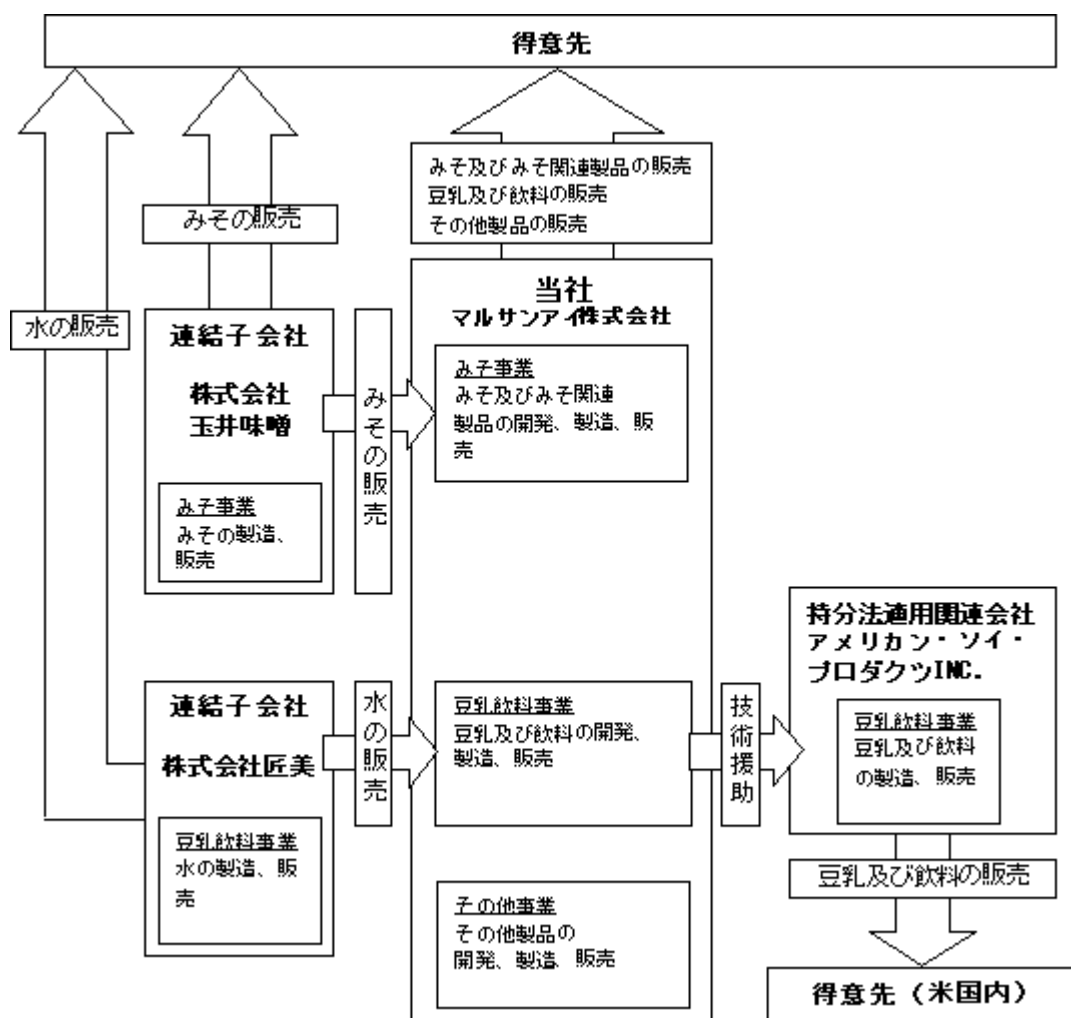 得意先
みそ及びみそ関連製品の販売
豆乳及び飲料の販売
その他製品の販売
みその販売
水の販売
連結子会社
株式会社
玉井味噌
みそ事業
みその製造、
販売
みその販売
当社
マルサンアイ株式会社
みそ事業
みそ及びみそ関連
製品の開発、製造、販
売
連結子会社
株式会社匠美
豆乳飲料事業
水の製造、販
売
水の販売
豆乳飲料事業
豆乳及び飲料の開発、
製造、販売
その他事業
その他製品の
開発、製造、販売
技術援助
持分法適用関連会社
アメリカン・ソイ・
プロダクツINC.
豆乳飲料事業
豆乳及び飲料
の製造、販売
豆乳及び飲料の販売
得意先（米国内）